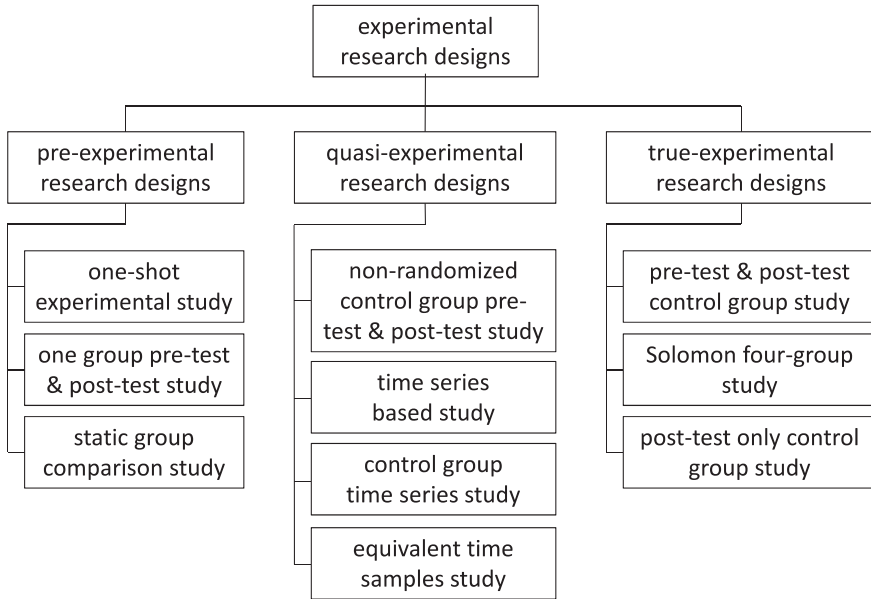 experimental
research designs
pre-experimental
research designs
quasi-experimental
research designs
true-experimental
research designs
one-shot
experimental study
one group pre-test
& post-test study
static group
comparison study
non-randomized
control group pre-
test & post-test study
time series
based study
control group
time series study
equivalent time
samples study
pre-test & post-test
control group study
Solomon four-group
study
post-test only control
group study